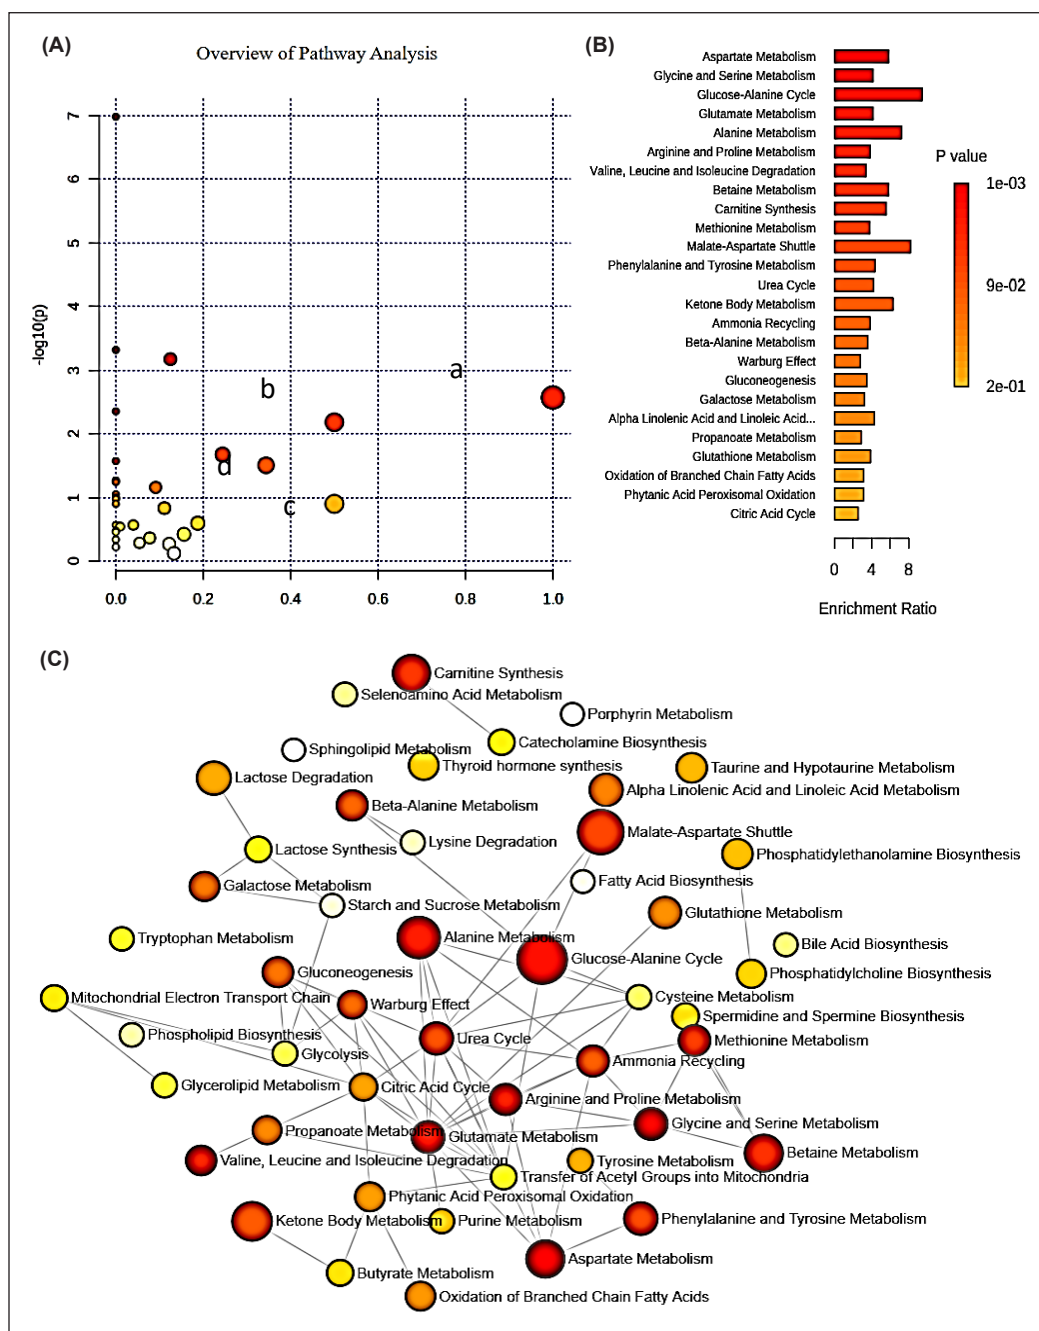 (A)
Overview of Pathway Analysis
-log10(p)
7
6
5
4
3
2
1
0
a
b
d
c
0.0
0.2
0.4
0.6
0.8
1.0
(B)
Aspartate Metabolism
Glycine and Serine Metabolism
Glucose-Alanine Cycle
Glutamate Metabolism
Alanine Metabolism
Arginine and Proline Metabolism
Valine, Leucine and Isoleucine Degradation
Betaine Metabolism
Carnitine Synthesis
Methionine Metabolism
Malate-Aspartate Shuttle
Phenylalanine and Tyrosine Metabolism
Urea Cycle
Ketone Body Metabolism
Ammonia Recycling
Beta-Alanine Metabolism
Warburg Effect
Gluconeogenesis
Galactose Metabolism
Alpha Linolenic Acid and Linoleic Acid...
Propanoate Metabolism
Glutathione Metabolism
Oxidation of Branched Chain Fatty Acids
Phytanic Acid Peroxisomal Oxidation
Citric Acid Cycle
0 4 8
Enrichment Ratio
P value
1e-03
9e-02
2e-01
(C)
Carnitine Synthesis
Selenoamino Acid Metabolism
Porphyrin Metabolism
Catecholamine Biosynthesis
Sphingolipid Metabolism
Thyroid hormone synthesis
Taurine and Hypotaurine Metabolism
Lactose Degradation
Alpha Linolenic Acid and Linoleic Acid Metabolism
Beta-Alanine Metabolism
Malate-Aspartate Shuttle
Lysine Degradation
Lactose Synthesis
Phosphatidylethanolamine Biosynthesis
Fatty Acid Biosynthesis
Galactose Metabolism
Starch and Sucrose Metabolism
Glutathione Metabolism
Tryptophan Metabolism
Alanine Metabolism
Bile Acid Biosynthesis
Glucose-Alanine Cycle
Gluconeogenesis
Phosphatidylcholine Biosynthesis
Mitochondrial Electron Transport Chain
Warburg Effect
Cysteine Metabolism
Spermidine and Spermine Biosynthesis
Phospholipid Biosynthesis
Urea Cycle
Methionine Metabolism
Glycolysis
Ammonia Recycling
Glycerolipid Metabolism
Citric Acid Cycle
Arginine and Proline Metabolism
Glycine and Serine Metabolism
Propanoate Metabolism
Glutamate Metabolism
Betaine Metabolism
Valine, Leucine and Isoleucine Degradation
Tyrosine Metabolism
Transfer of Acetyl Groups into Mitochondria
Phytanic Acid Peroxisomal Oxidation
Ketone Body Metabolism
Purine Metabolism
Phenylalanine and Tyrosine Metabolism
Aspartate Metabolism
Butyrate Metabolism
Oxidation of Branched Chain Fatty Acids